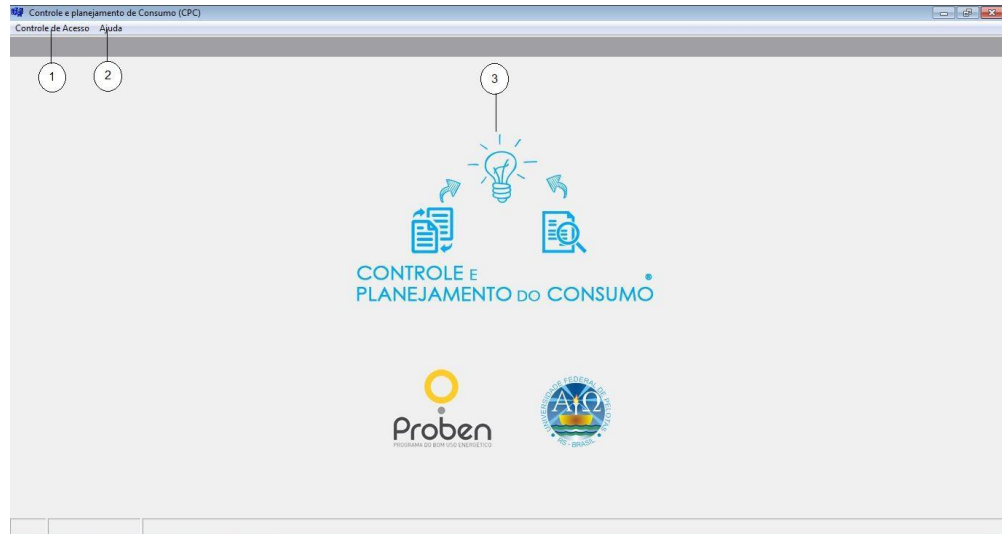 Controle e planejamento de Consumo (CPC)
Controle de Acesso Ajuda
1 2 3
CONTROLE E
PLANEJAMENTO DO CONSUMO ®
Proben
PROGRAMA DO BOM USO ENERGÉTICO
UNIVERSIDADE FEDERAL DE PELOTAS
ΑΩ
RS - BRASIL